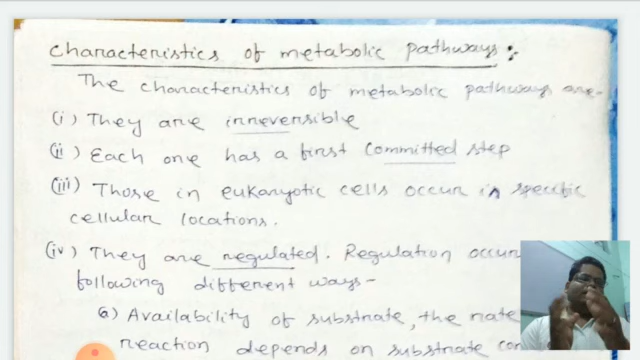 Characteristics of metabolic pathways:
The characteristics of metabolic pathways are-
(i) They are irreversible
(ii) Each one has a first committed step
(iii) Those in eukaryotic cells occur in specific
cellular locations.
(iv) They are regulated. Regulation occur
following different ways-
(a) Availability of substrate, the rate
reaction depends on substrate con